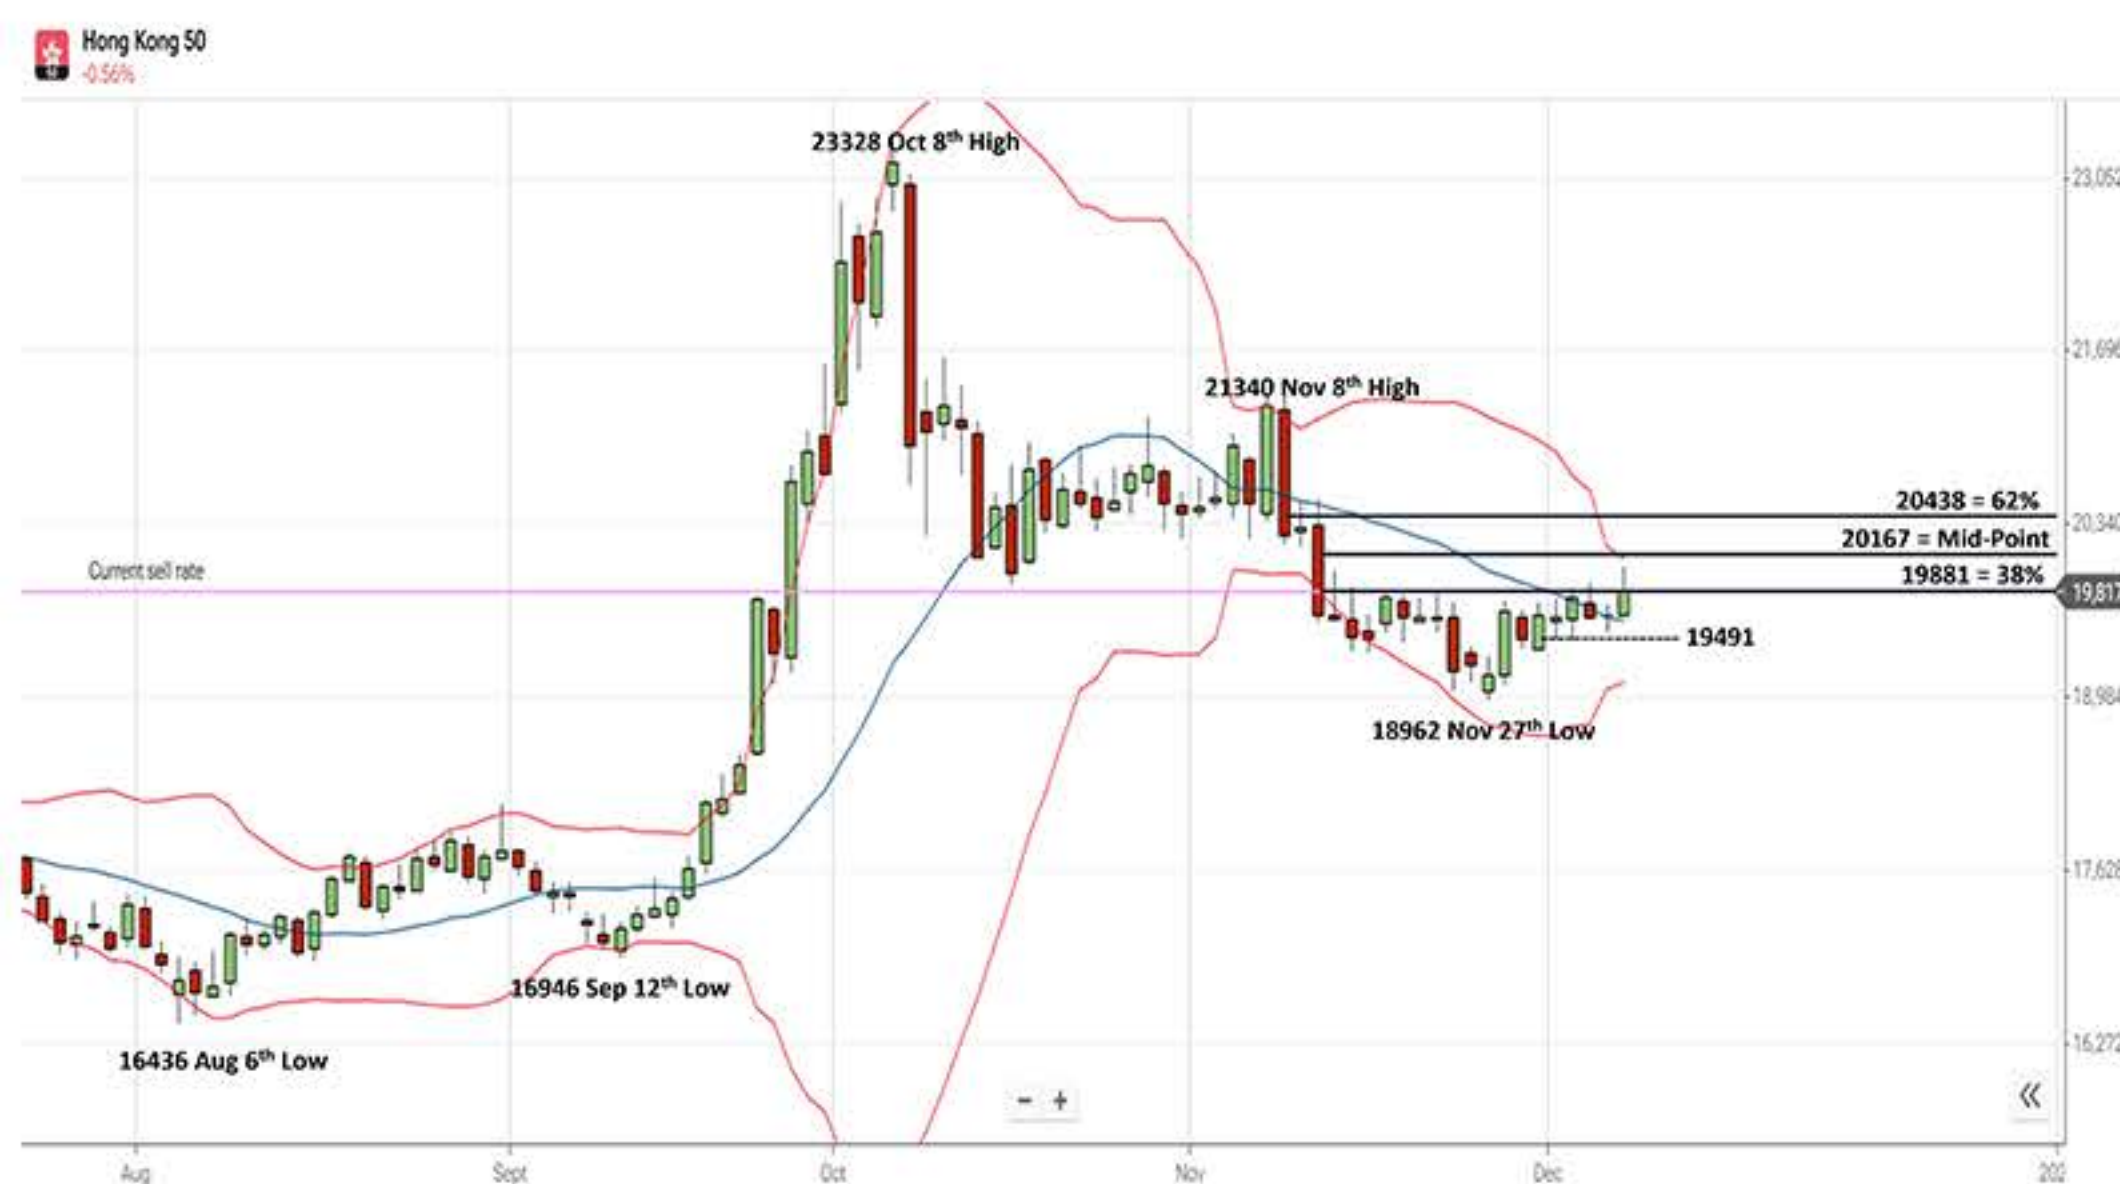 Hong Kong 50
-0.56%
23328 Oct 8th High
23,052
21,696
21340 Nov 8th High
20438 = 62%
20,340
20167 = Mid-Point
Current sell rate
19881 = 38%
19,817
19491
18,984
18962 Nov 27th Low
17,628
16946 Sep 12th Low
16,272
16436 Aug 6th Low
- +
«
Aug Sept Oct Nov Dec 202